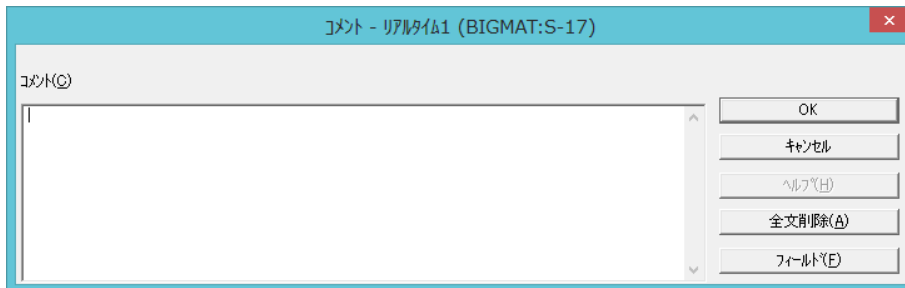 ｺﾒﾝﾄ - ﾘｱﾙﾀｲﾑ1 (BIGMAT:S-17)
ｺﾒﾝﾄ(C)
OK
ｷｬﾝｾﾙ
ﾍﾙﾌﾟ(H)
全文削除(A)
ﾌｨｰﾙﾄﾞ(F)